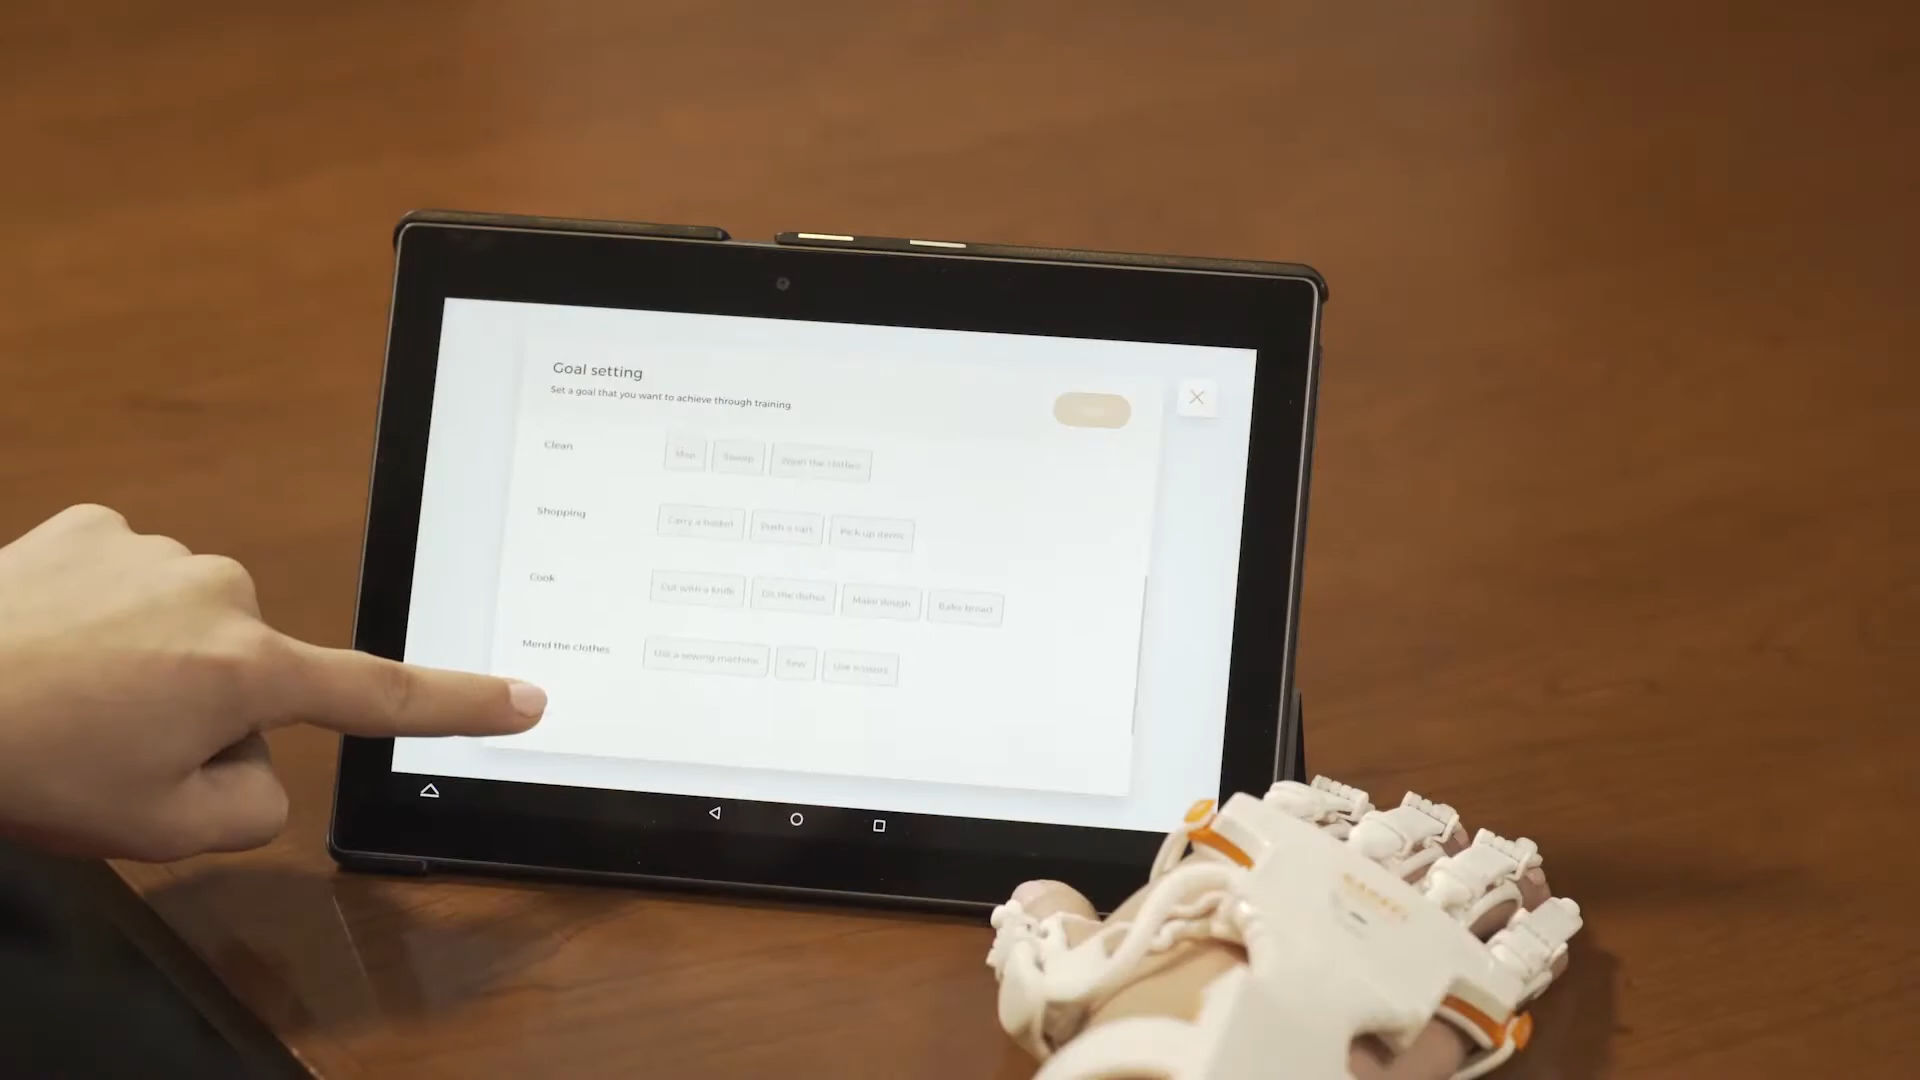 Goal setting
Set a goal that you want to achieve through training
Clean Mop Sweep Wash the clothes
Shopping Carry a basket Push a cart Pick up items
Cook Cut with a knife Do the dishes Make dough Bake bread
Mend the clothes Use a sewing machine Sew Use scissors